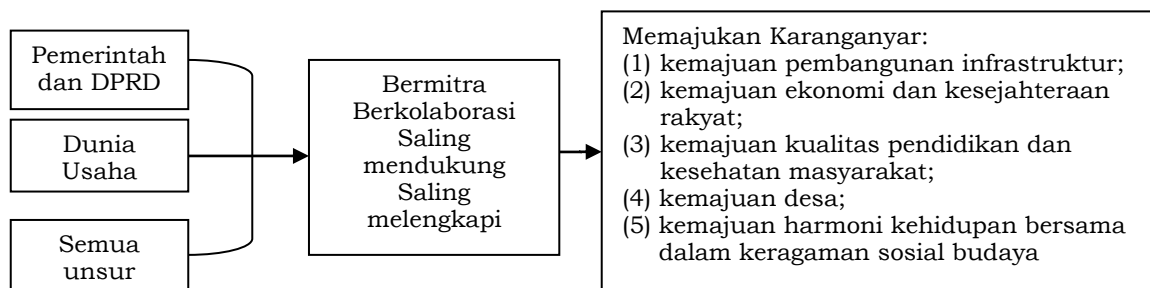 Pemerintah
dan DPRD
Dunia
Usaha
Semua
unsur
Bermitra
Berkolaborasi
Saling
mendukung
Saling
melengkapi
Memajukan Karanganyar:
(1) kemajuan pembangunan infrastruktur;
(2) kemajuan ekonomi dan kesejahteraan
rakyat;
(3) kemajuan kualitas pendidikan dan
kesehatan masyarakat;
(4) kemajuan desa;
(5) kemajuan harmoni kehidupan bersama
dalam keragaman sosial budaya